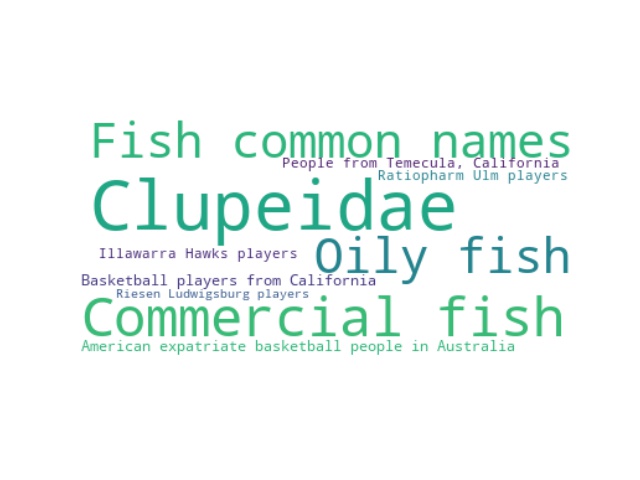 Fish common names
People from Temecula, California
Ratiopharm Ulm players
Clupeidae
Oily fish
Illawarra Hawks players
Basketball players from California
Riesen Ludwigsburg players
Commercial fish
American expatriate basketball people in Australia